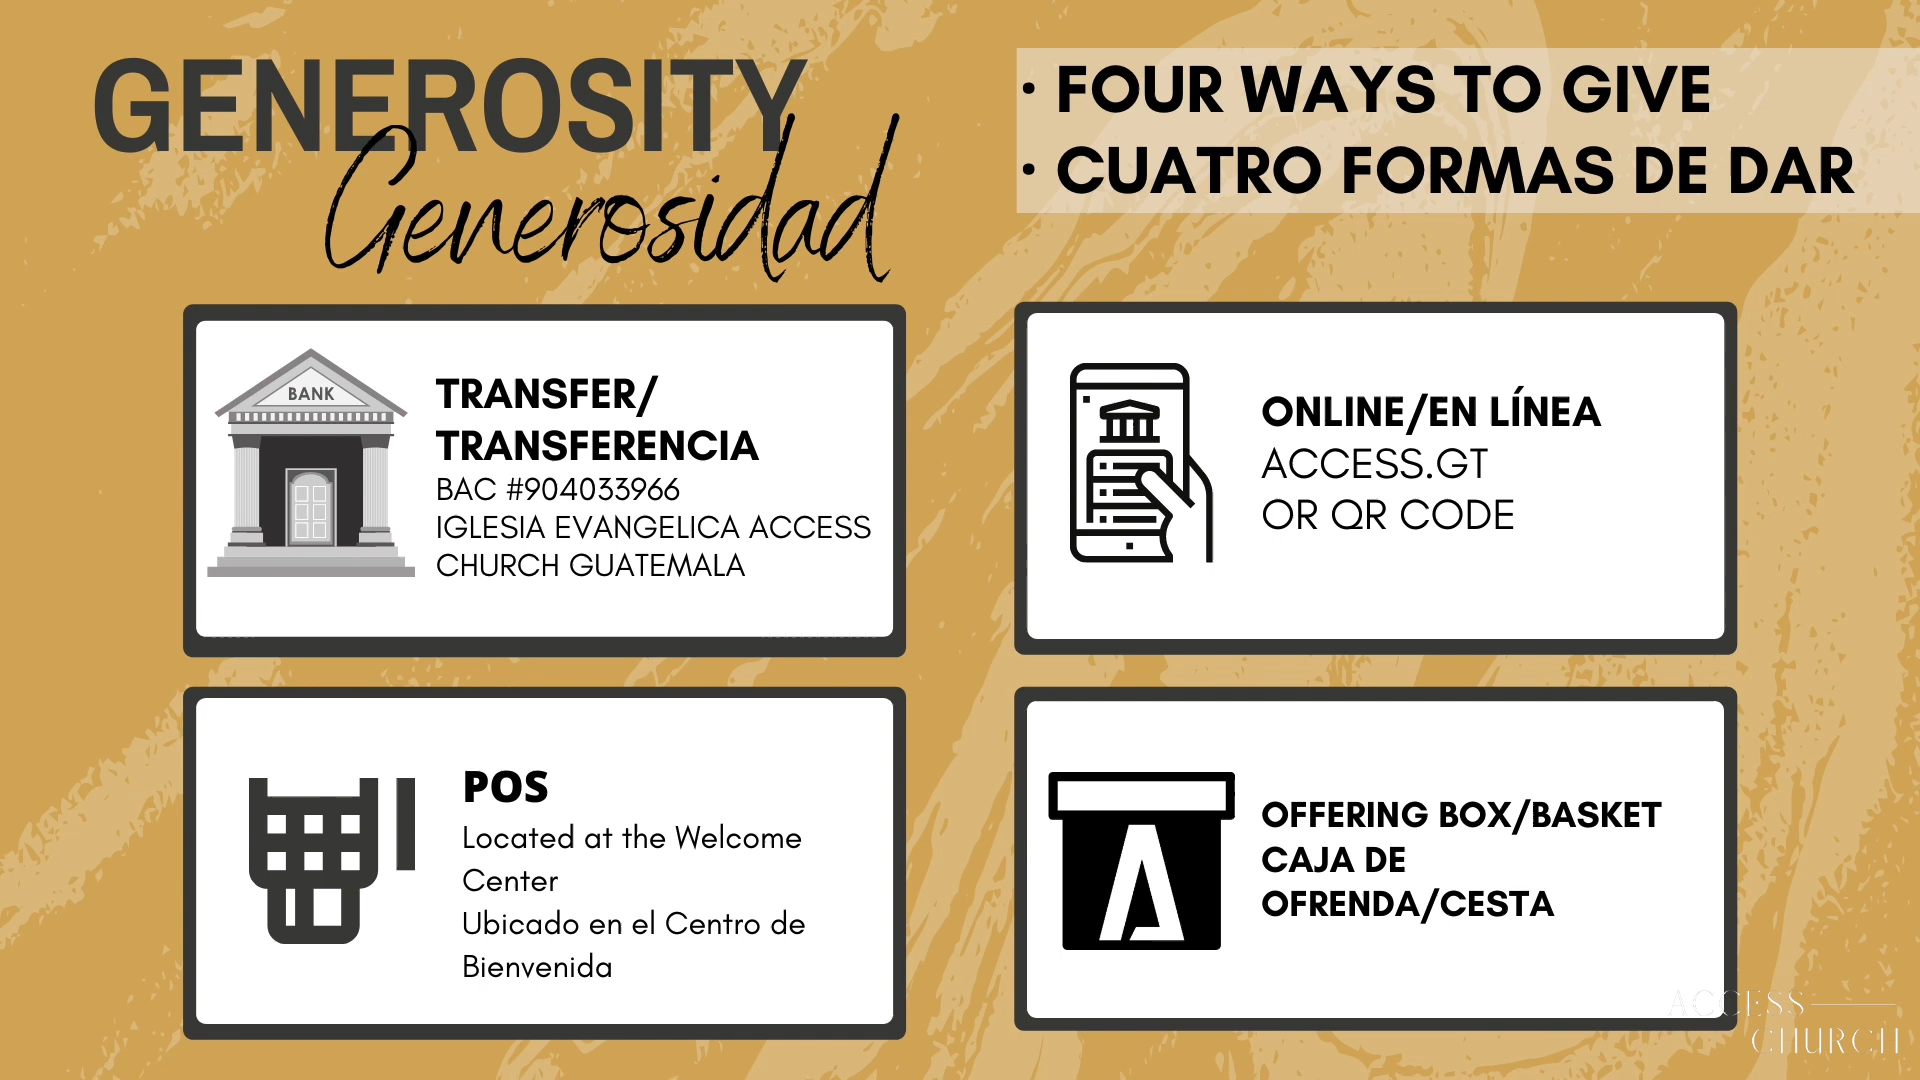 GENEROSITY
Generosidad
· FOUR WAYS TO GIVE
· CUATRO FORMAS DE DAR
BANK
TRANSFER/
TRANSFERENCIA
BAC #904033966
IGLESIA EVANGELICA ACCESS
CHURCH GUATEMALA
ONLINE/EN LÍNEA
ACCESS.GT
OR QR CODE
POS
Located at the Welcome
Center
Ubicado en el Centro de
Bienvenida
A
OFFERING BOX/BASKET
CAJA DE
OFRENDA/CESTA
ACCESS
CHURCH